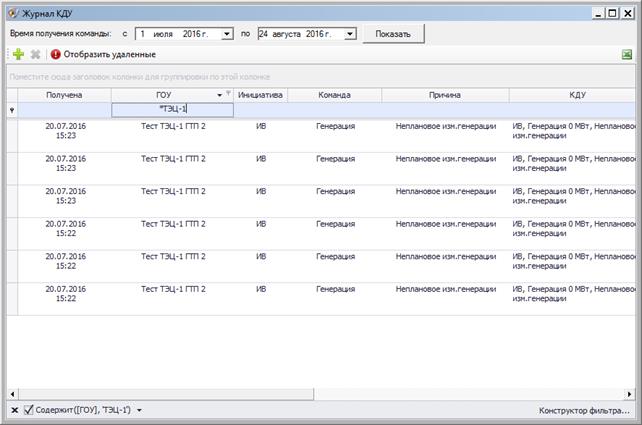 Журнал КДУ
Время получения команды: с 1 июля 2016 г. по 24 августа 2016 г. Показать
Отобразить удаленные
Поместите сюда заголовок колонки для группировки по этой колонке
Получена ГОУ Инициатива Команда Причина КДУ
"ТЭЦ-1
20.07.2016 Тест ТЭЦ-1 ГТП 2 ИВ Генерация Неплановое изм.генерации ИВ, Генерация 0 МВт, Неплановое
15:23 изм.генерации
20.07.2016 Тест ТЭЦ-1 ГТП 2 ИВ Генерация Неплановое изм.генерации ИВ, Генерация 0 МВт, Неплановое
15:23 изм.генерации
20.07.2016 Тест ТЭЦ-1 ГТП 2 ИВ Генерация Неплановое изм.генерации ИВ, Генерация 0 МВт, Неплановое
15:23 изм.генерации
20.07.2016 Тест ТЭЦ-1 ГТП 2 ИВ Генерация Неплановое изм.генерации ИВ, Генерация 0 МВт, Неплановое
15:22 изм.генерации
20.07.2016 Тест ТЭЦ-1 ГТП 2 ИВ Генерация Неплановое изм.генерации ИВ, Генерация 0 МВт, Неплановое
15:22 изм.генерации
20.07.2016 Тест ТЭЦ-1 ГТП 2 ИВ Генерация Неплановое изм.генерации ИВ, Генерация 0 МВт, Неплановое
15:22 изм.генерации
Содержит([ГОУ], 'ТЭЦ-1') Конструктор фильтра...